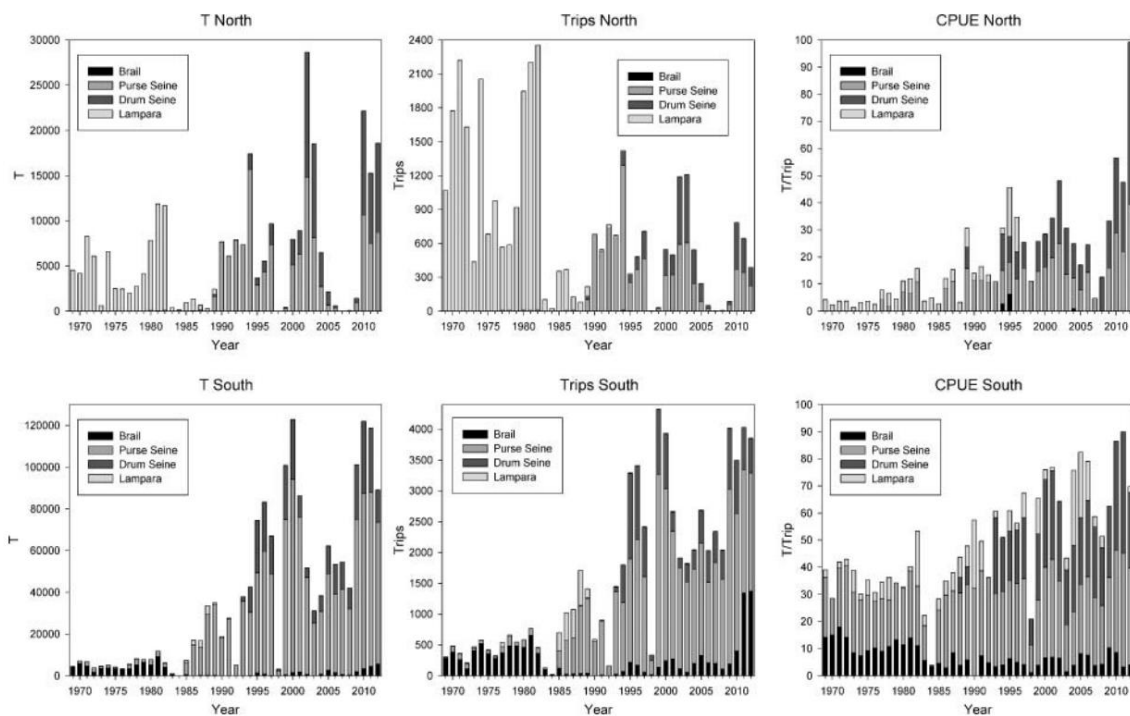 T North
30000
25000
20000
15000
10000
5000
0
T
Brail
Purse Seine
Drum Seine
Lampara
1970 1975 1980 1985 1990 1995 2000 2005 2010
Year
Trips North
2400
2100
1800
1500
1200
900
600
300
0
Trips
Brail
Purse Seine
Drum Seine
Lampara
1970 1975 1980 1985 1990 1995 2000 2005 2010
Year
CPUE North
100
90
80
70
60
50
40
30
20
10
0
T/Trip
Brail
Purse Seine
Drum Seine
Lampara
1970 1975 1980 1985 1990 1995 2000 2005 2010
Year
T South
120000
100000
80000
60000
40000
20000
0
T
Brail
Purse Seine
Drum Seine
Lampara
1970 1975 1980 1985 1990 1995 2000 2005 2010
Year
Trips South
4000
3500
3000
2500
2000
1500
1000
500
0
Trips
Brail
Purse Seine
Drum Seine
Lampara
1970 1975 1980 1985 1990 1995 2000 2005 2010
Year
CPUE South
100
90
80
70
60
50
40
30
20
10
0
T/Trip
Brail
Purse Seine
Drum Seine
Lampara
1970 1975 1980 1985 1990 1995 2000 2005 2010
Year